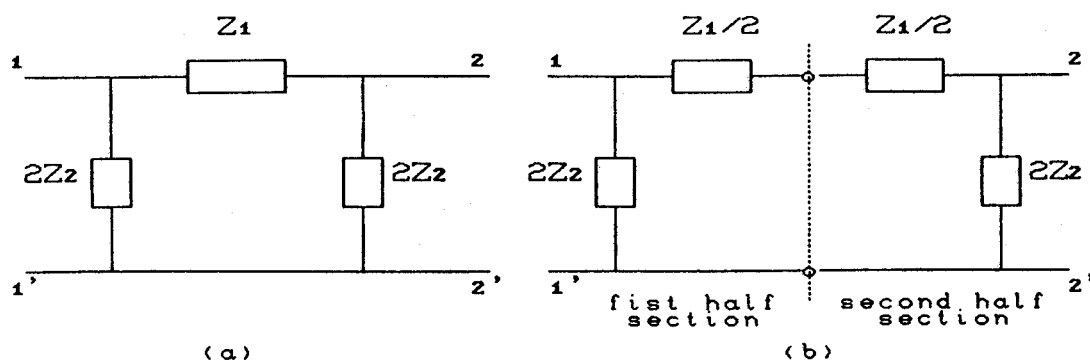 Z1
1
2
2Z2
2Z2
1'
2'
(a)
Z1/2
Z1/2
1
2
2Z2
2Z2
1'
2'
fist half
section
second half
section
(b)